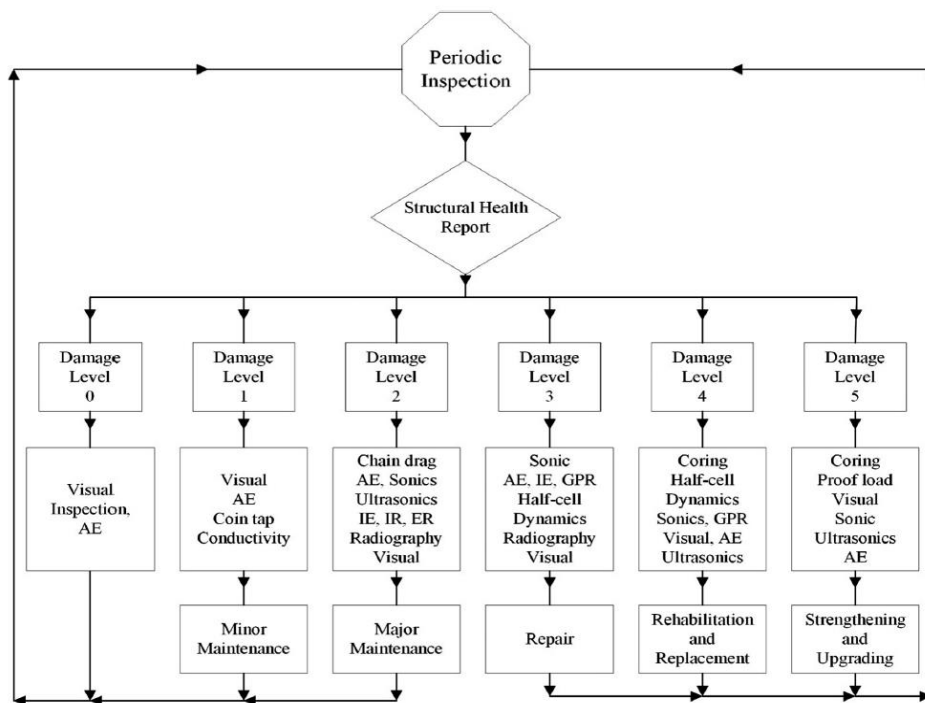 Periodic
Inspection
Structural Health
Report
Damage
Level
0
Damage
Level
1
Damage
Level
2
Damage
Level
3
Damage
Level
4
Damage
Level
5
Visual
Inspection,
AE
Visual
AE
Coin tap
Conductivity
Chain drag
AE, Sonics
Ultrasonics
IE, IR, ER
Radiography
Visual
Sonic
AE, IE, GPR
Half-cell
Dynamics
Radiography
Visual
Coring
Half-cell
Dynamics
Sonics, GPR
Visual, AE
Ultrasonics
Coring
Proof load
Visual
Sonic
Ultrasonics
AE
Minor
Maintenance
Major
Maintenance
Repair
Rehabilitation
and
Replacement
Strengthening
and
Upgrading